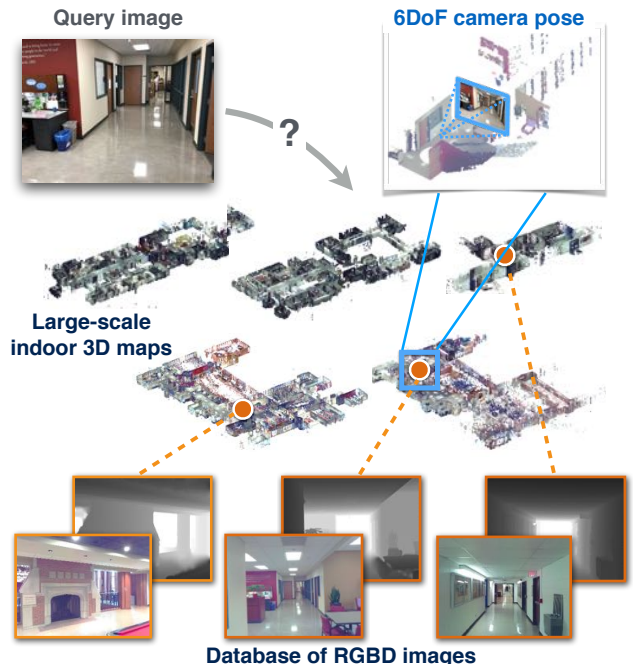 Query image
6DoF camera pose
?
Large-scale
indoor 3D maps
Database of RGBD images